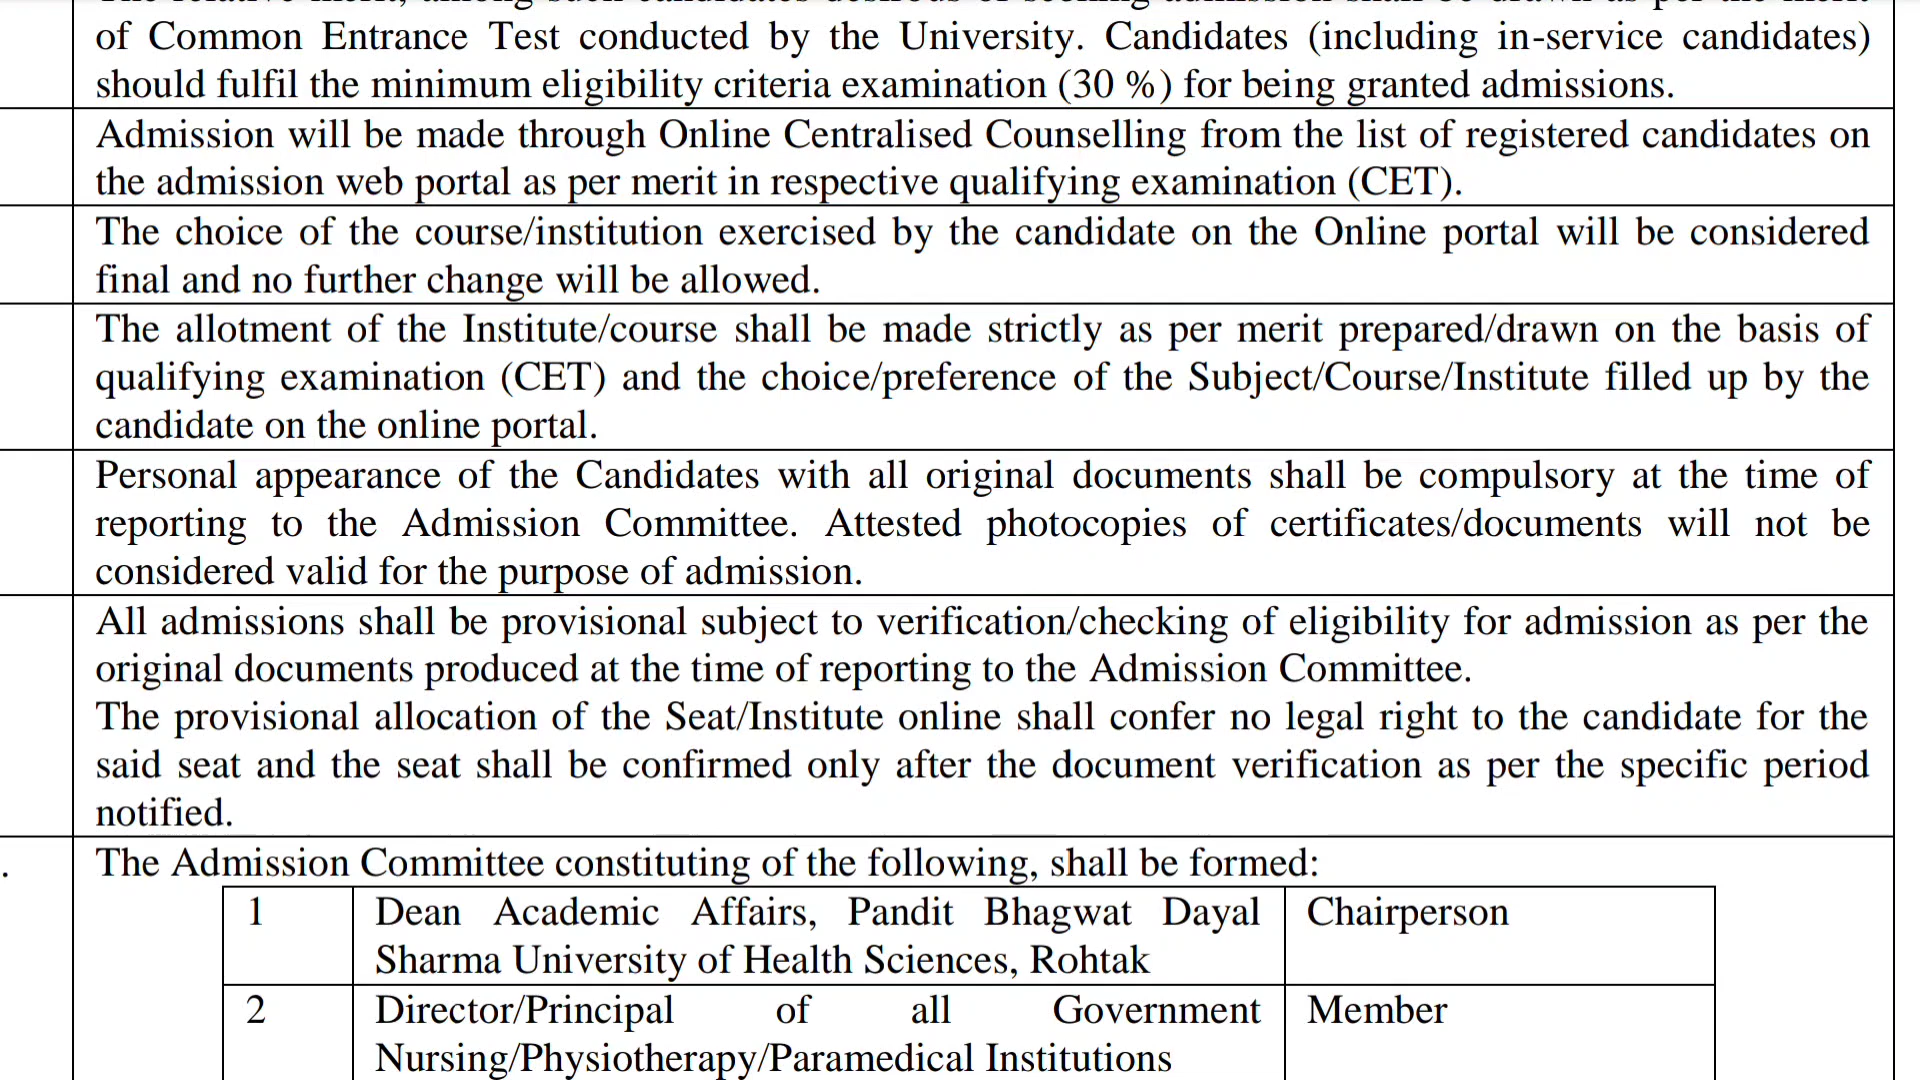 of Common Entrance Test conducted by the University. Candidates (including in-service candidates)
should fulfil the minimum eligibility criteria examination (30 %) for being granted admissions.
Admission will be made through Online Centralised Counselling from the list of registered candidates on
the admission web portal as per merit in respective qualifying examination (CET).
The choice of the course/institution exercised by the candidate on the Online portal will be considered
final and no further change will be allowed.
The allotment of the Institute/course shall be made strictly as per merit prepared/drawn on the basis of
qualifying examination (CET) and the choice/preference of the Subject/Course/Institute filled up by the
candidate on the online portal.
Personal appearance of the Candidates with all original documents shall be compulsory at the time of
reporting to the Admission Committee. Attested photocopies of certificates/documents will not be
considered valid for the purpose of admission.
All admissions shall be provisional subject to verification/checking of eligibility for admission as per the
original documents produced at the time of reporting to the Admission Committee.
The provisional allocation of the Seat/Institute online shall confer no legal right to the candidate for the
said seat and the seat shall be confirmed only after the document verification as per the specific period
notified.
. The Admission Committee constituting of the following, shall be formed:
1 Dean Academic Affairs, Pandit Bhagwat Dayal Chairperson
Sharma University of Health Sciences, Rohtak
2 Director/Principal of all Government Member
Nursing/Physiotherapy/Paramedical Institutions